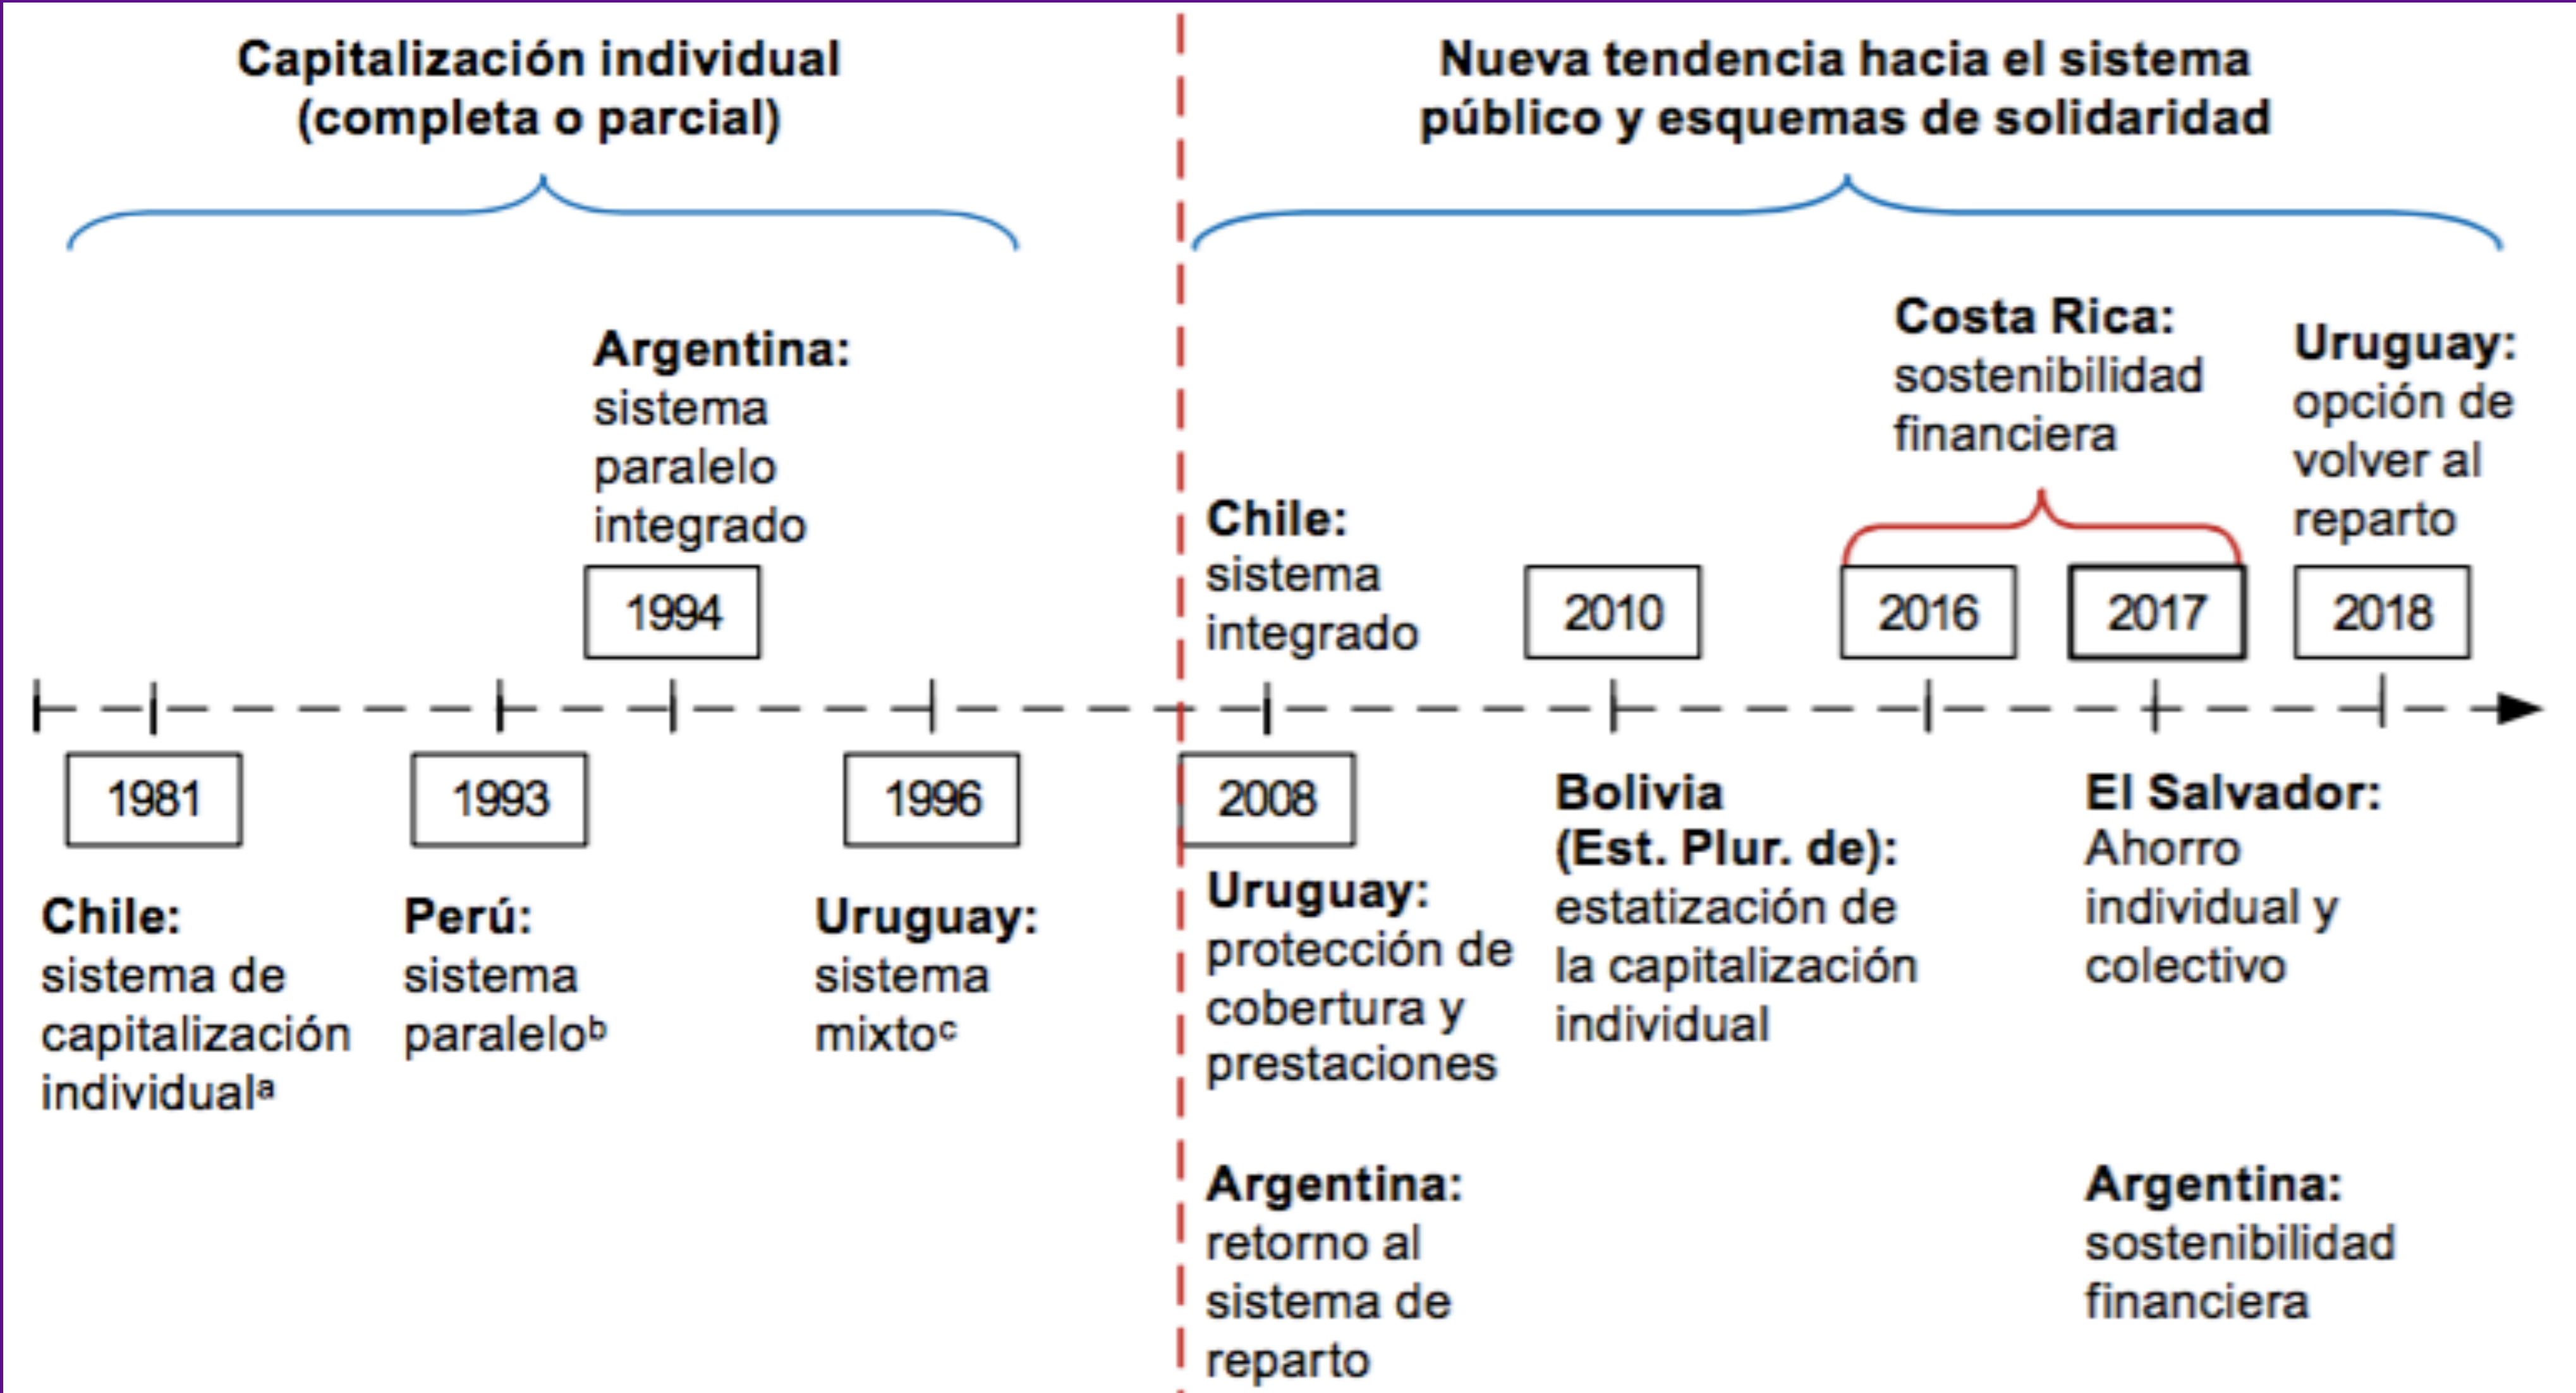 Capitalización individual
(completa o parcial)
Nueva tendencia hacia el sistema
público y esquemas de solidaridad
Argentina:
sistema
paralelo
integrado
1994
Chile:
sistema
integrado
2010
Costa Rica:
sostenibilidad
financiera
2016
2017
Uruguay:
opción de
volver al
reparto
2018
1981
Chile:
sistema de
capitalización
individualᵃ
1993
Perú:
sistema
paraleloᵇ
1996
Uruguay:
sistema
mixtoᶜ
2008
Uruguay:
protección de
cobertura y
prestaciones
Argentina:
retorno al
sistema de
reparto
Bolivia
(Est. Plur. de):
estatización de
la capitalización
individual
El Salvador:
Ahorro
individual y
colectivo
Argentina:
sostenibilidad
financiera